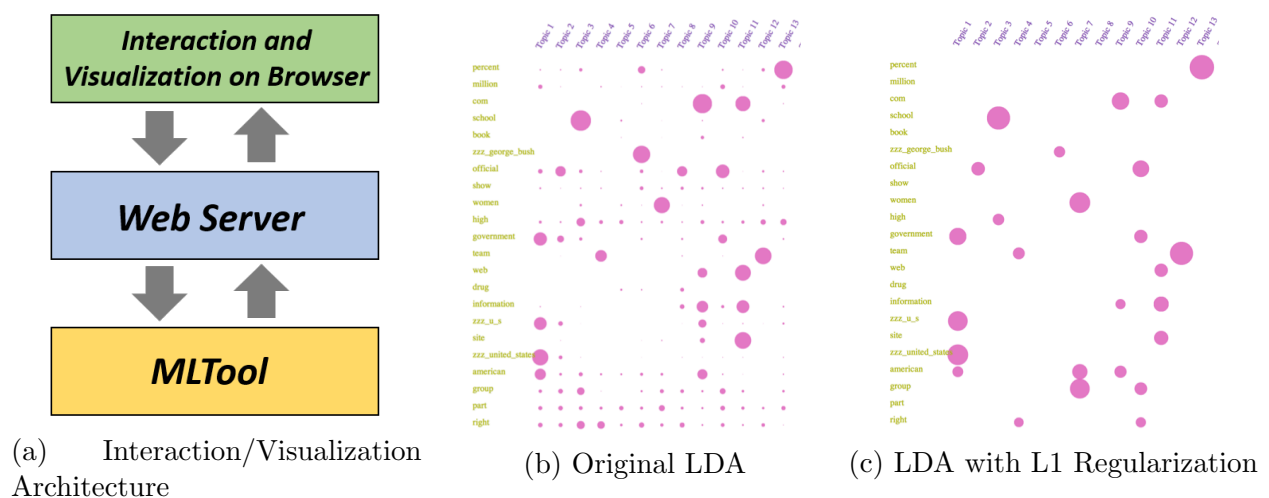 Interaction and
Visualization on Browser
Web Server
MLTool
(a) Interaction/Visualization
Architecture
Topic 1
Topic 2
Topic 3
Topic 4
Topic 5
Topic 6
Topic 7
Topic 8
Topic 9
Topic 10
Topic 11
Topic 12
Topic 13
percent
million
com
school
book
zzz_george_bush
official
show
women
high
government
team
web
drug
information
zzz_u_s
site
zzz_united_states
american
group
part
right
(b) Original LDA
Topic 1
Topic 2
Topic 3
Topic 4
Topic 5
Topic 6
Topic 7
Topic 8
Topic 9
Topic 10
Topic 11
Topic 12
Topic 13
percent
million
com
school
book
zzz_george_bush
official
show
women
high
government
team
web
drug
information
zzz_u_s
site
zzz_united_states
american
group
part
right
(c) LDA with L1 Regularization